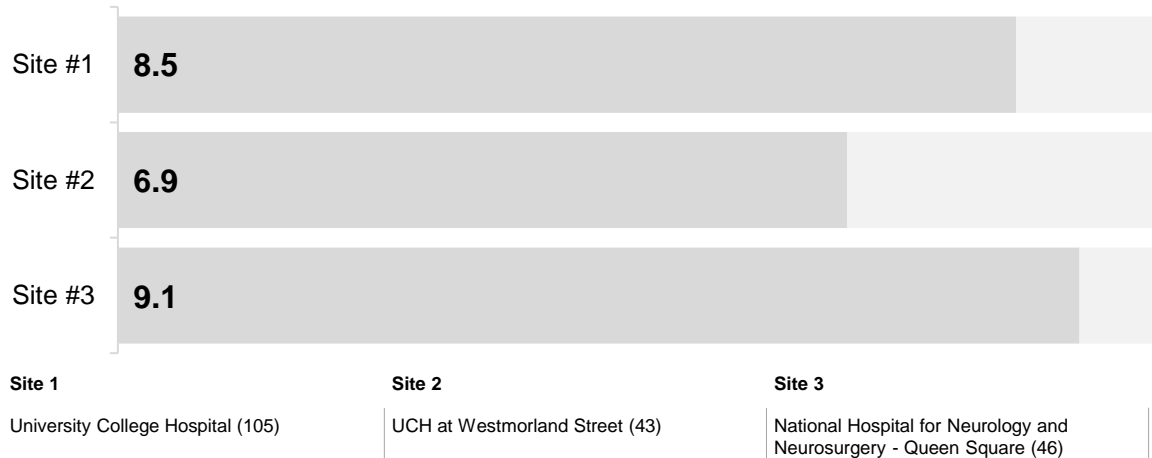 Site #1
8.5
Site #2
6.9
Site #3
9.1
Site 1
Site 2
Site 3
University College Hospital (105)
UCH at Westmorland Street (43)
National Hospital for Neurology and
Neurosurgery - Queen Square (46)